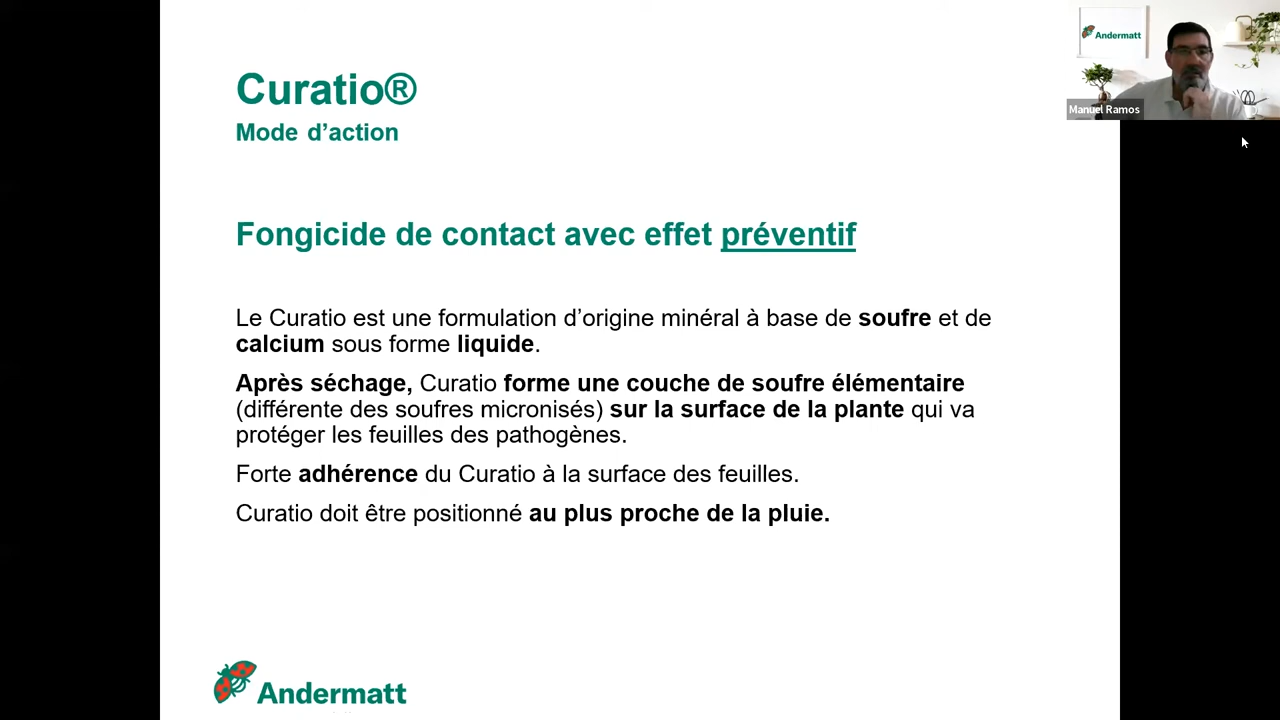 Curatio®
Mode d’action
Fongicide de contact avec effet préventif
Le Curatio est une formulation d’origine minéral à base de soufre et de
calcium sous forme liquide.
Après séchage, Curatio forme une couche de soufre élémentaire
(différente des soufres micronisés) sur la surface de la plante qui va
protéger les feuilles des pathogènes.
Forte adhérence du Curatio à la surface des feuilles.
Curatio doit être positionné au plus proche de la pluie.
Andermatt
Andermatt
Manuel Ramos